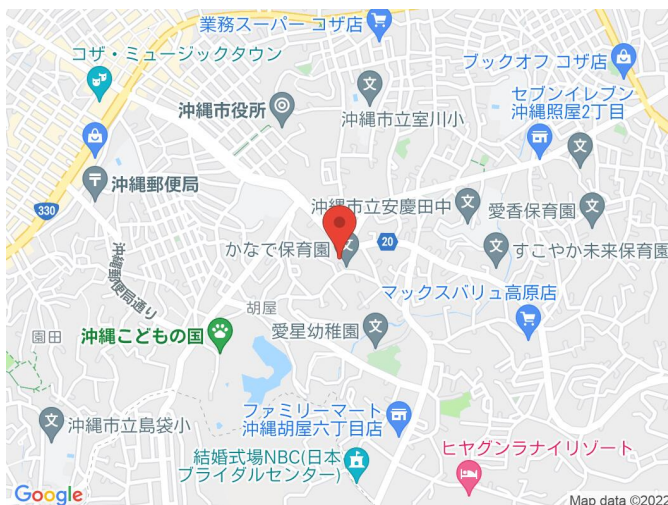 業務スーパー コザ店
コザ・ミュージックタウン
ブックオフ コザ店
セブンイレブン
沖縄照屋2丁目
沖縄市役所
沖縄市立室川小
沖縄郵便局
沖縄市立安慶田中
愛香保育園
330
かなで保育園
20
すこやか未来保育園
沖縄郵便局通り
マックスバリュ高原店
胡屋
園田
沖縄こどもの国
愛星幼稚園
ファミリーマート
沖縄胡屋六丁目店
沖縄市立島袋小
ヒヤグンラナイリゾート
結婚式場NBC(日本
ブライダルセンター)
Google
Map data ©2022